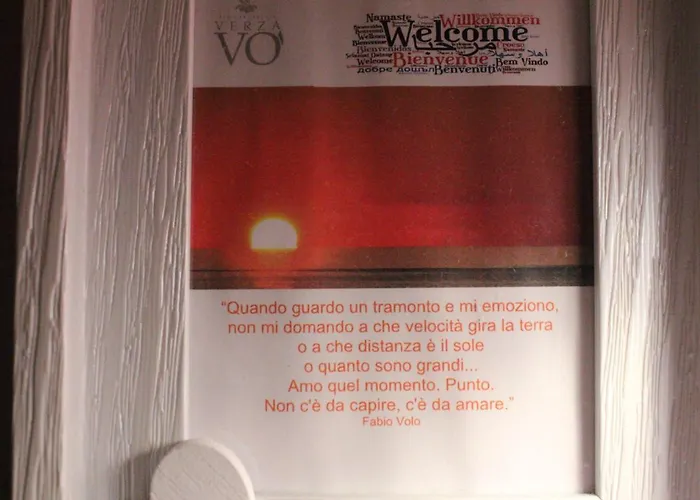 VERZA
VO
Namaste
Willkommen
Welcome
Bienvenidos
Bienvenue
Welcome
Bem Vindo
добре дошъл
Benvenuti
"Quando guardo un tramonto e mi emoziono,
non mi domando a che velocità gira la terra
o a che distanza è il sole
o quanto sono grandi...
Amo quel momento. Punto.
Non c'è da capire, c'è da amare."
Fabio Volo